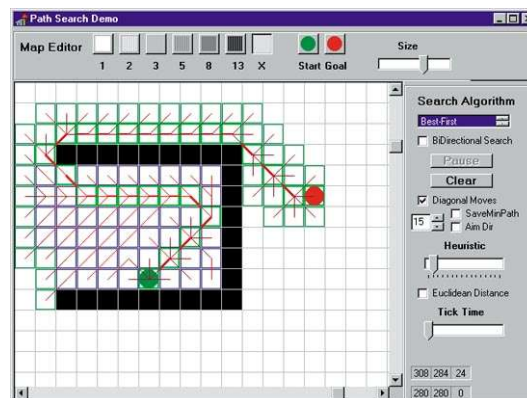 Path Search Demo
Map Editor
1 2 3 5 8 13 X
Start Goal
Size
Search Algorithm
Best-First
BiDirectional Search
Pause
Clear
Diagonal Moves
15
SaveMinPath
Aim Dir
Heuristic
Euclidean Distance
Tick Time
308 284 24
280 280 0